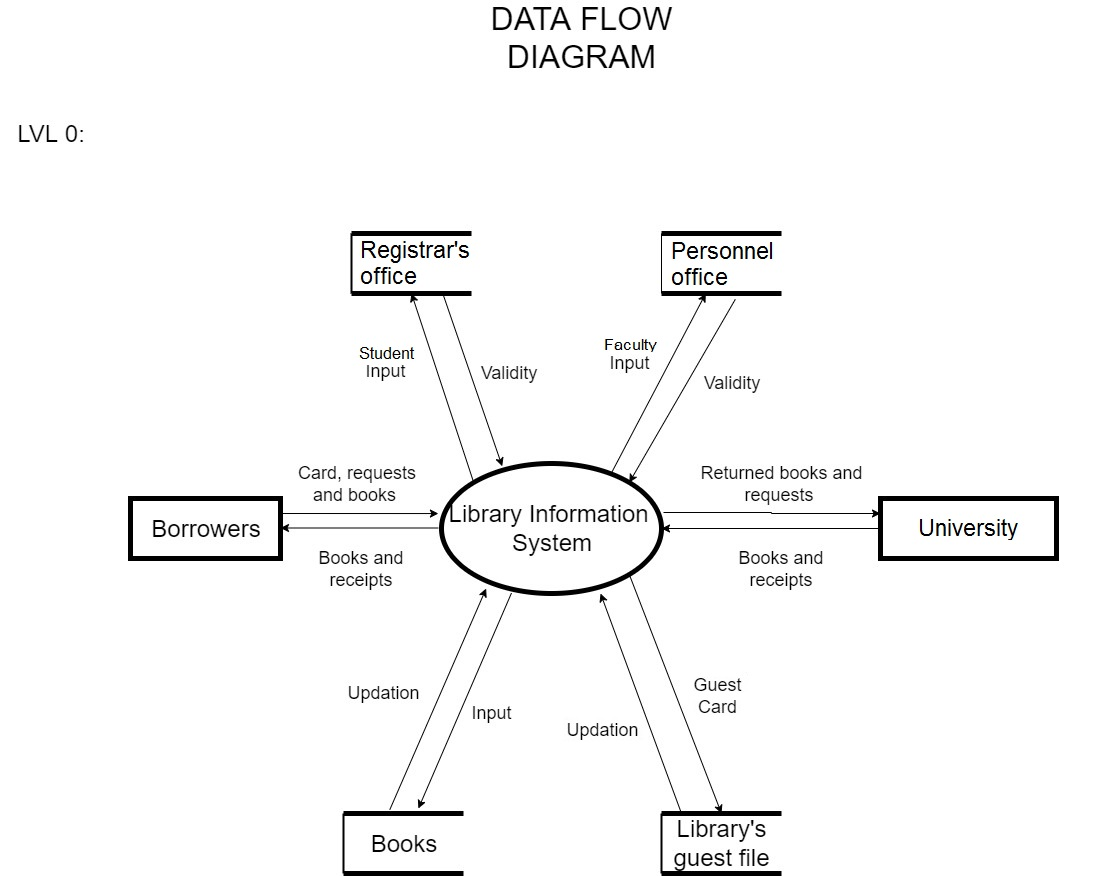 DATA FLOW
DIAGRAM
LVL 0:
Registrar's
office
Personnel
office
Student
Input
Validity
Faculty
Input
Validity
Card, requests
and books
Returned books and
requests
Borrowers
Library Information
System
University
Books and
receipts
Books and
receipts
Updation
Input
Guest
Card
Updation
Books
Library's
guest file